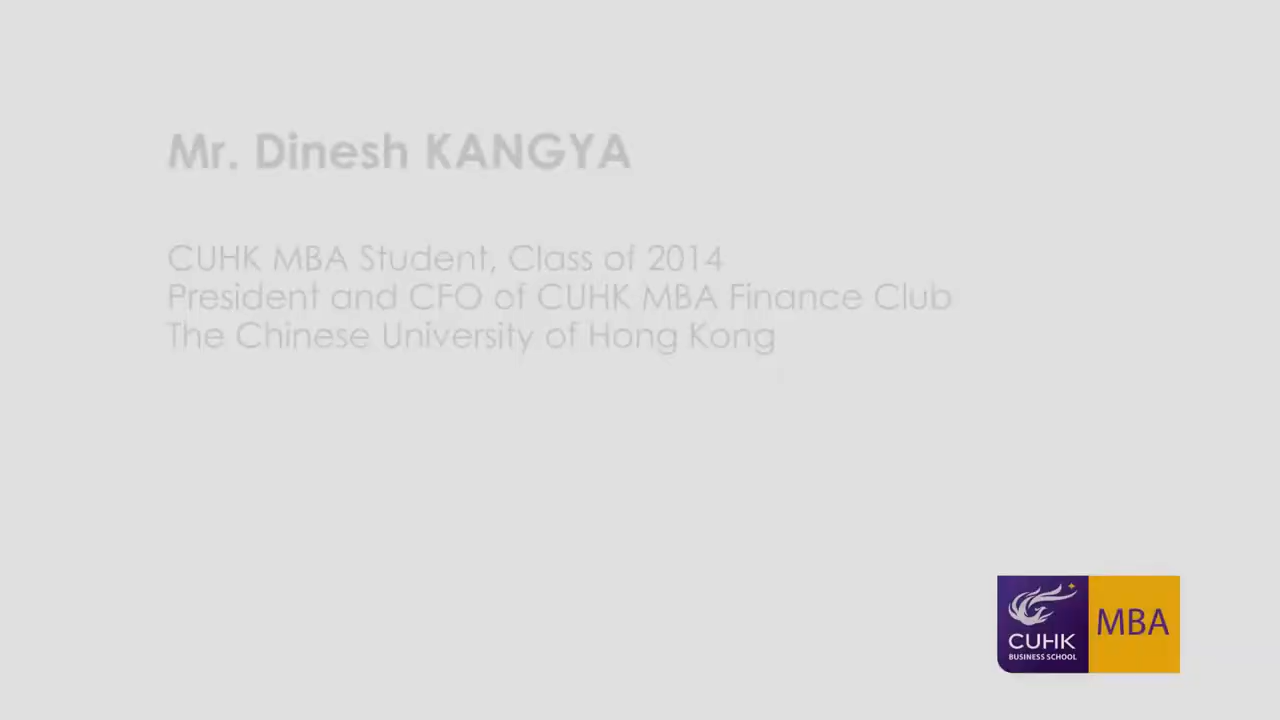 Mr. Dinesh KANGYA
CUHK MBA Student, Class of 2014
President and CFO of CUHK MBA Finance Club
The Chinese University of Hong Kong
CUHK
BUSINESS SCHOOL
MBA